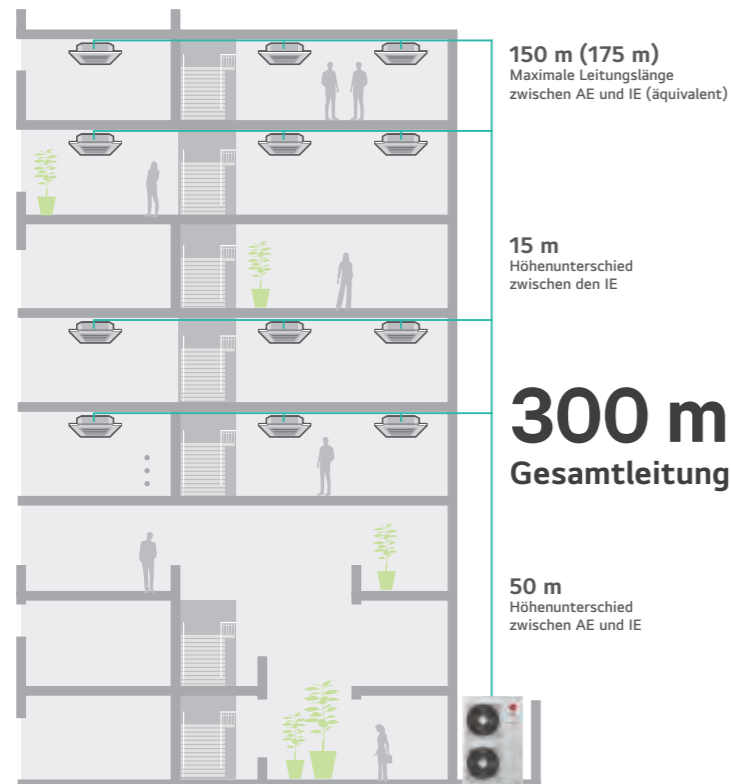 150 m (175 m)
Maximale Leitungslänge
zwischen AE und IE (äquivalent)
15 m
Höhenunterschied
zwischen den IE
300 m
Gesamtleitung
50 m
Höhenunterschied
zwischen AE und IE